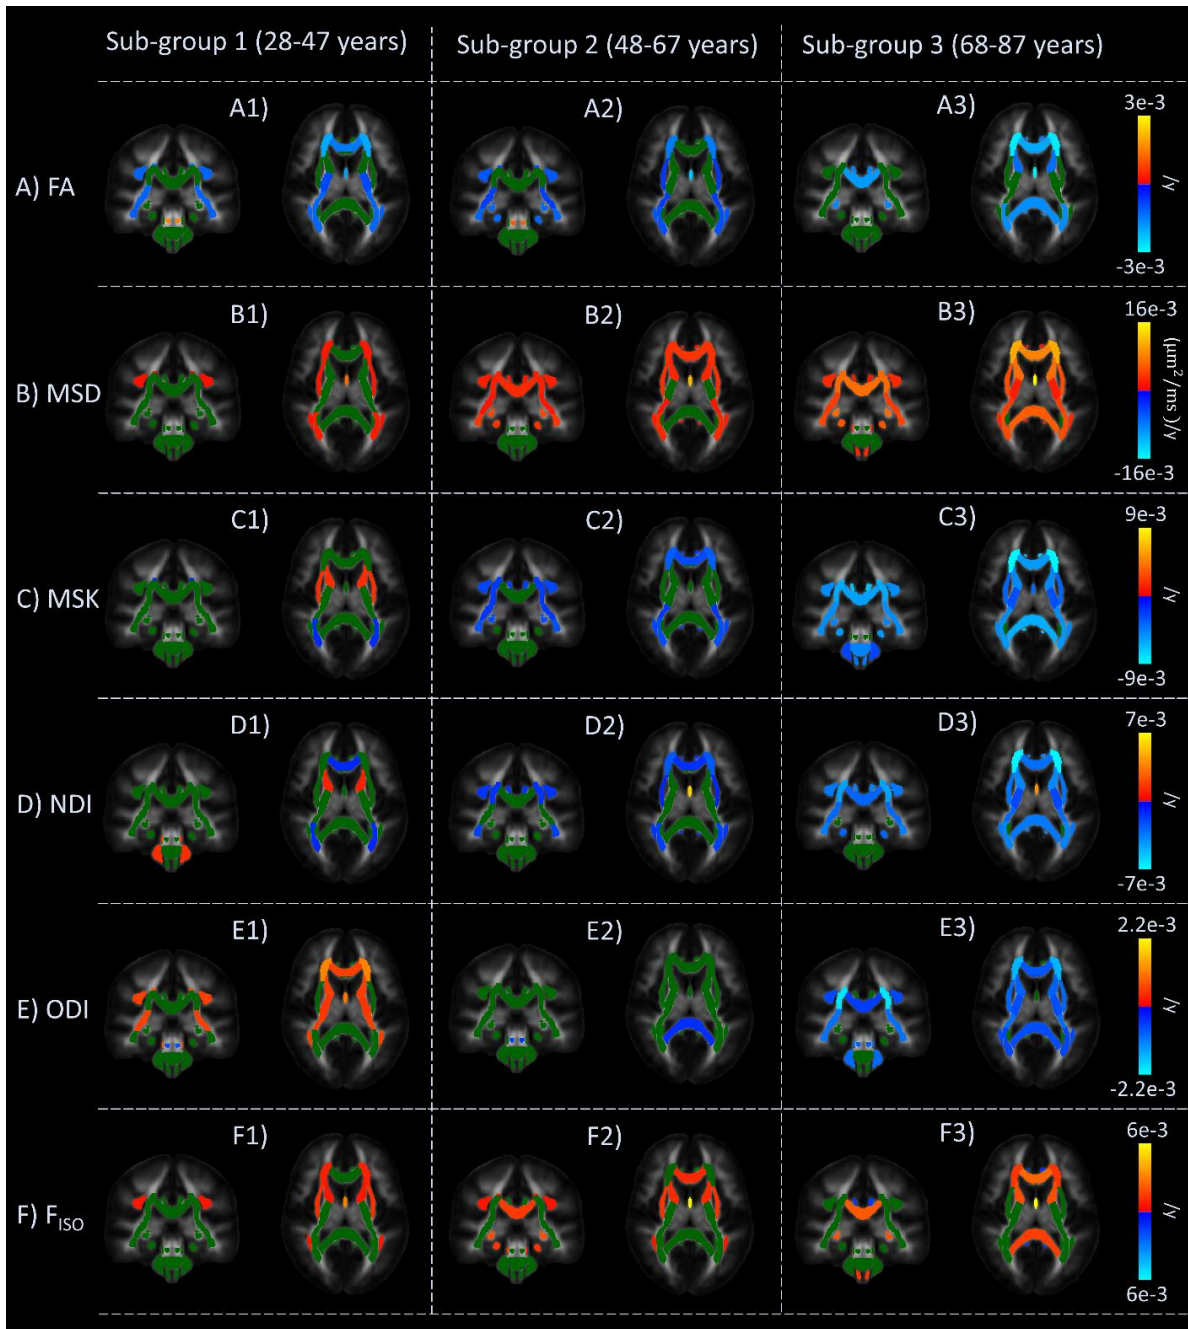 Sub-group 1 (28-47 years) Sub-group 2 (48-67 years) Sub-group 3 (68-87 years)
A1) A2) A3) 3e-3
A) FA /y
-3e-3
B1) B2) B3) 16e-3
B) MSD (μm²/ms)/y
-16e-3
C1) C2) C3) 9e-3
C) MSK /y
-9e-3
D1) D2) D3) 7e-3
D) NDI /y
-7e-3
E1) E2) E3) 2.2e-3
E) ODI /y
-2.2e-3
F1) F2) F3) 6e-3
F) FISO /y
6e-3